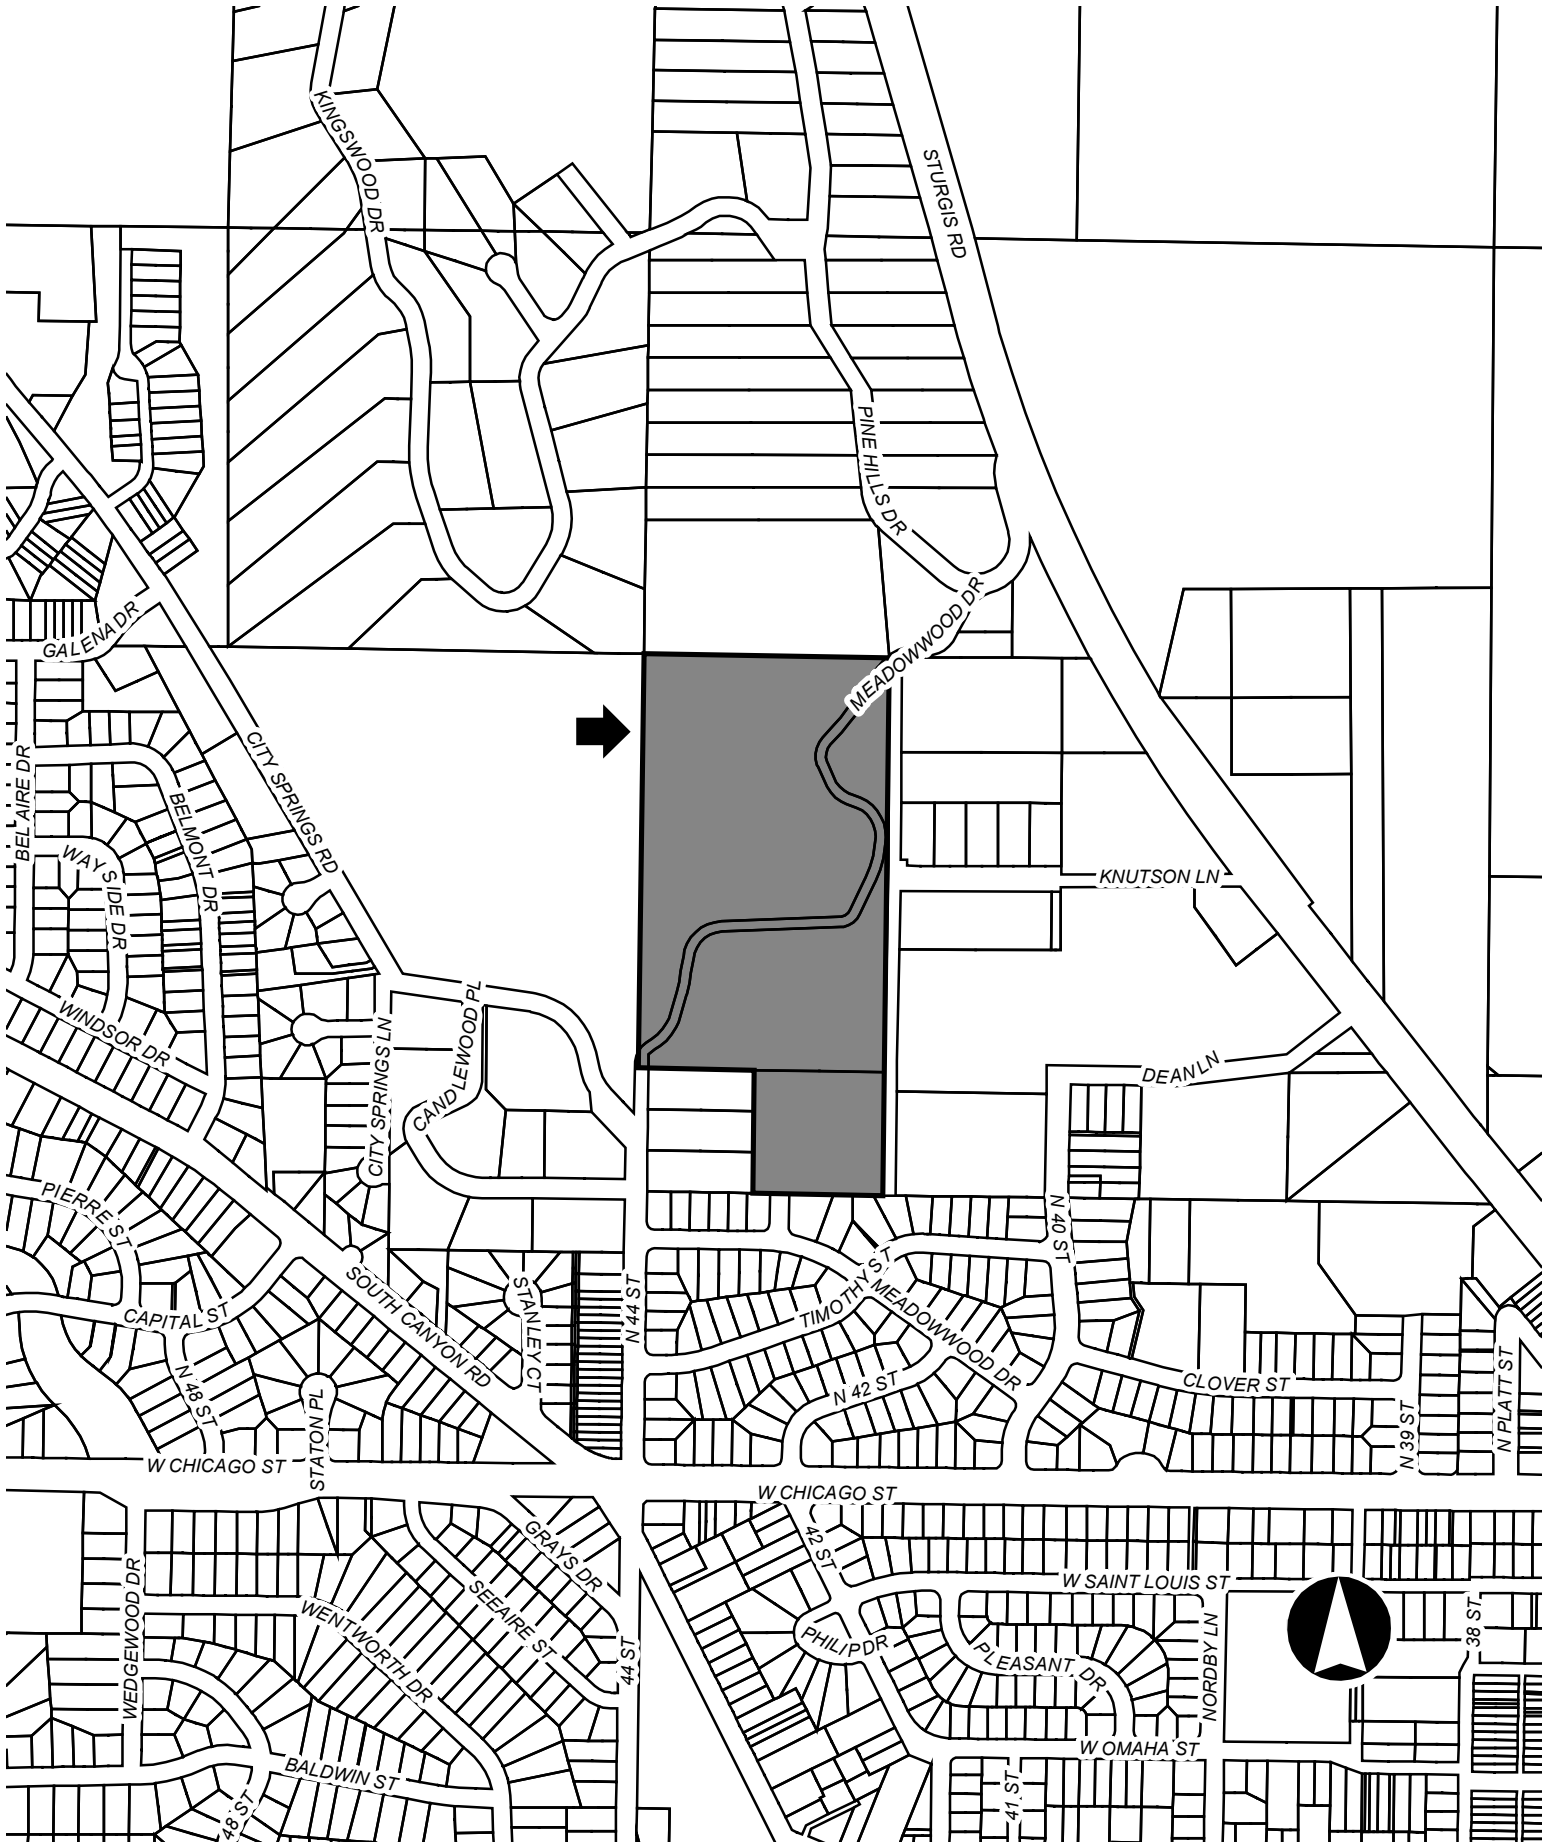 KINGSWOOD DR
STURGIS RD
PINE HILLS DR
MEADOWWOOD DR
GALENA DR
CITY SPRINGS RD
BEL AIRE DR
BELMONT DR
WAYSIDE DR
KNUTSON LN
CANDLEWOOD PL
WINDSOR DR
CITY SPRINGS LN
DEAN LN
PIERRE ST
N 40 ST
TIMOTHY ST
MEADOWWOOD DR
SOUTH CANYON RD
STANLEY CT
N 44 ST
CAPITAL ST
N 48 ST
STATON PL
N 42 ST
CLOVER ST
N 39 ST
N PLATT ST
W CHICAGO ST
W CHICAGO ST
42 ST
GRAYS DR
SEEAIRE ST
WENTWORTH DR
WEDGEWOOD DR
44 ST
W SAINT LOUIS ST
PHILIP DR
PLEASANT DR
NORDBY LN
38 ST
W OMAHA ST
BALDWIN ST
48 ST
41 ST